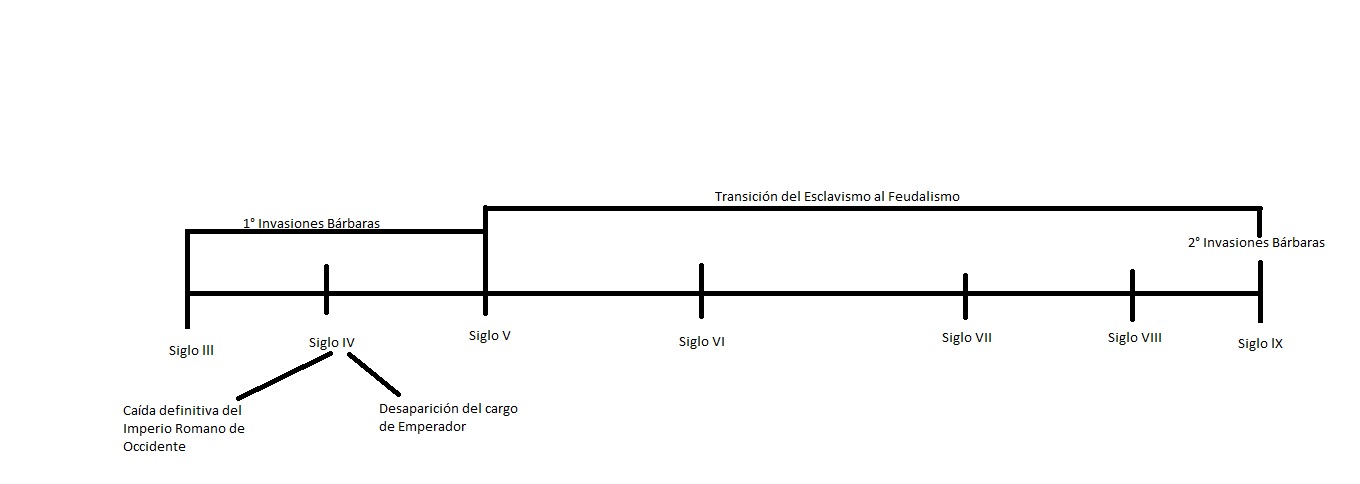 Transición del Esclavismo al Feudalismo
1° Invasiones Bárbaras
2° Invasiones Bárbaras
Siglo III
Siglo IV
Siglo V
Siglo VI
Siglo VII
Siglo VIII
Siglo IX
Caída definitiva del
Imperio Romano de
Occidente
Desaparición del cargo
de Emperador